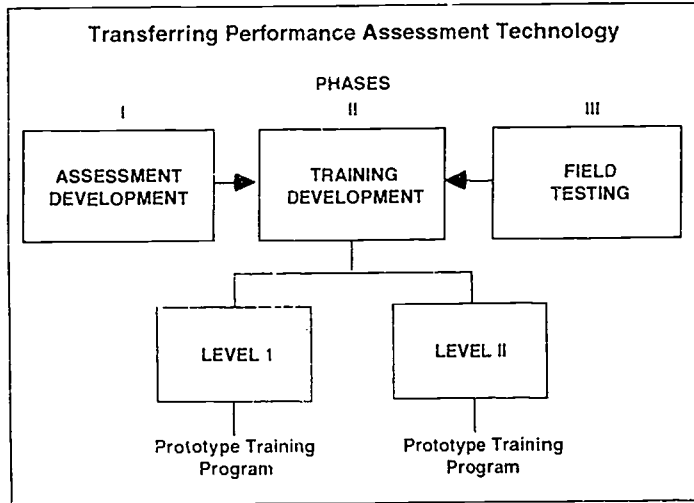 Transferring Performance Assessment Technology
PHASES
I II III
ASSESSMENT
DEVELOPMENT
TRAINING
DEVELOPMENT
FIELD
TESTING
LEVEL 1
LEVEL II
Prototype Training
Program
Prototype Training
Program